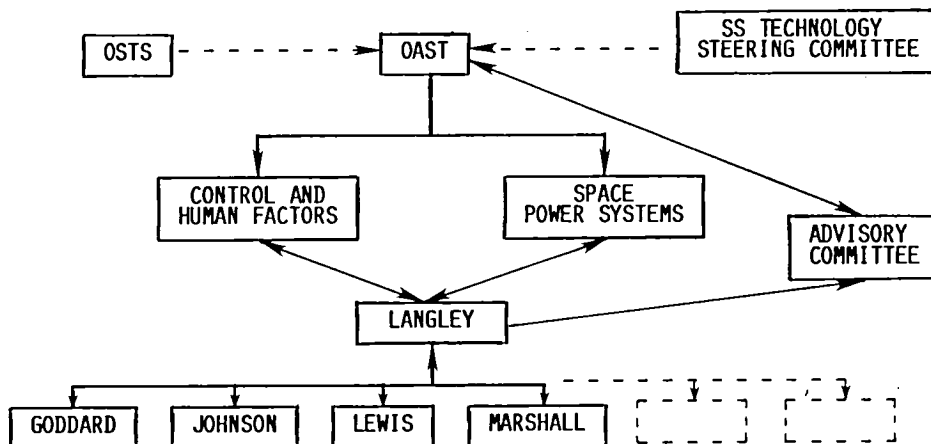 OSTS
OAST
SS TECHNOLOGY
STEERING COMMITTEE
CONTROL AND
HUMAN FACTORS
SPACE
POWER SYSTEMS
ADVISORY
COMMITTEE
LANGLEY
GODDARD
JOHNSON
LEWIS
MARSHALL